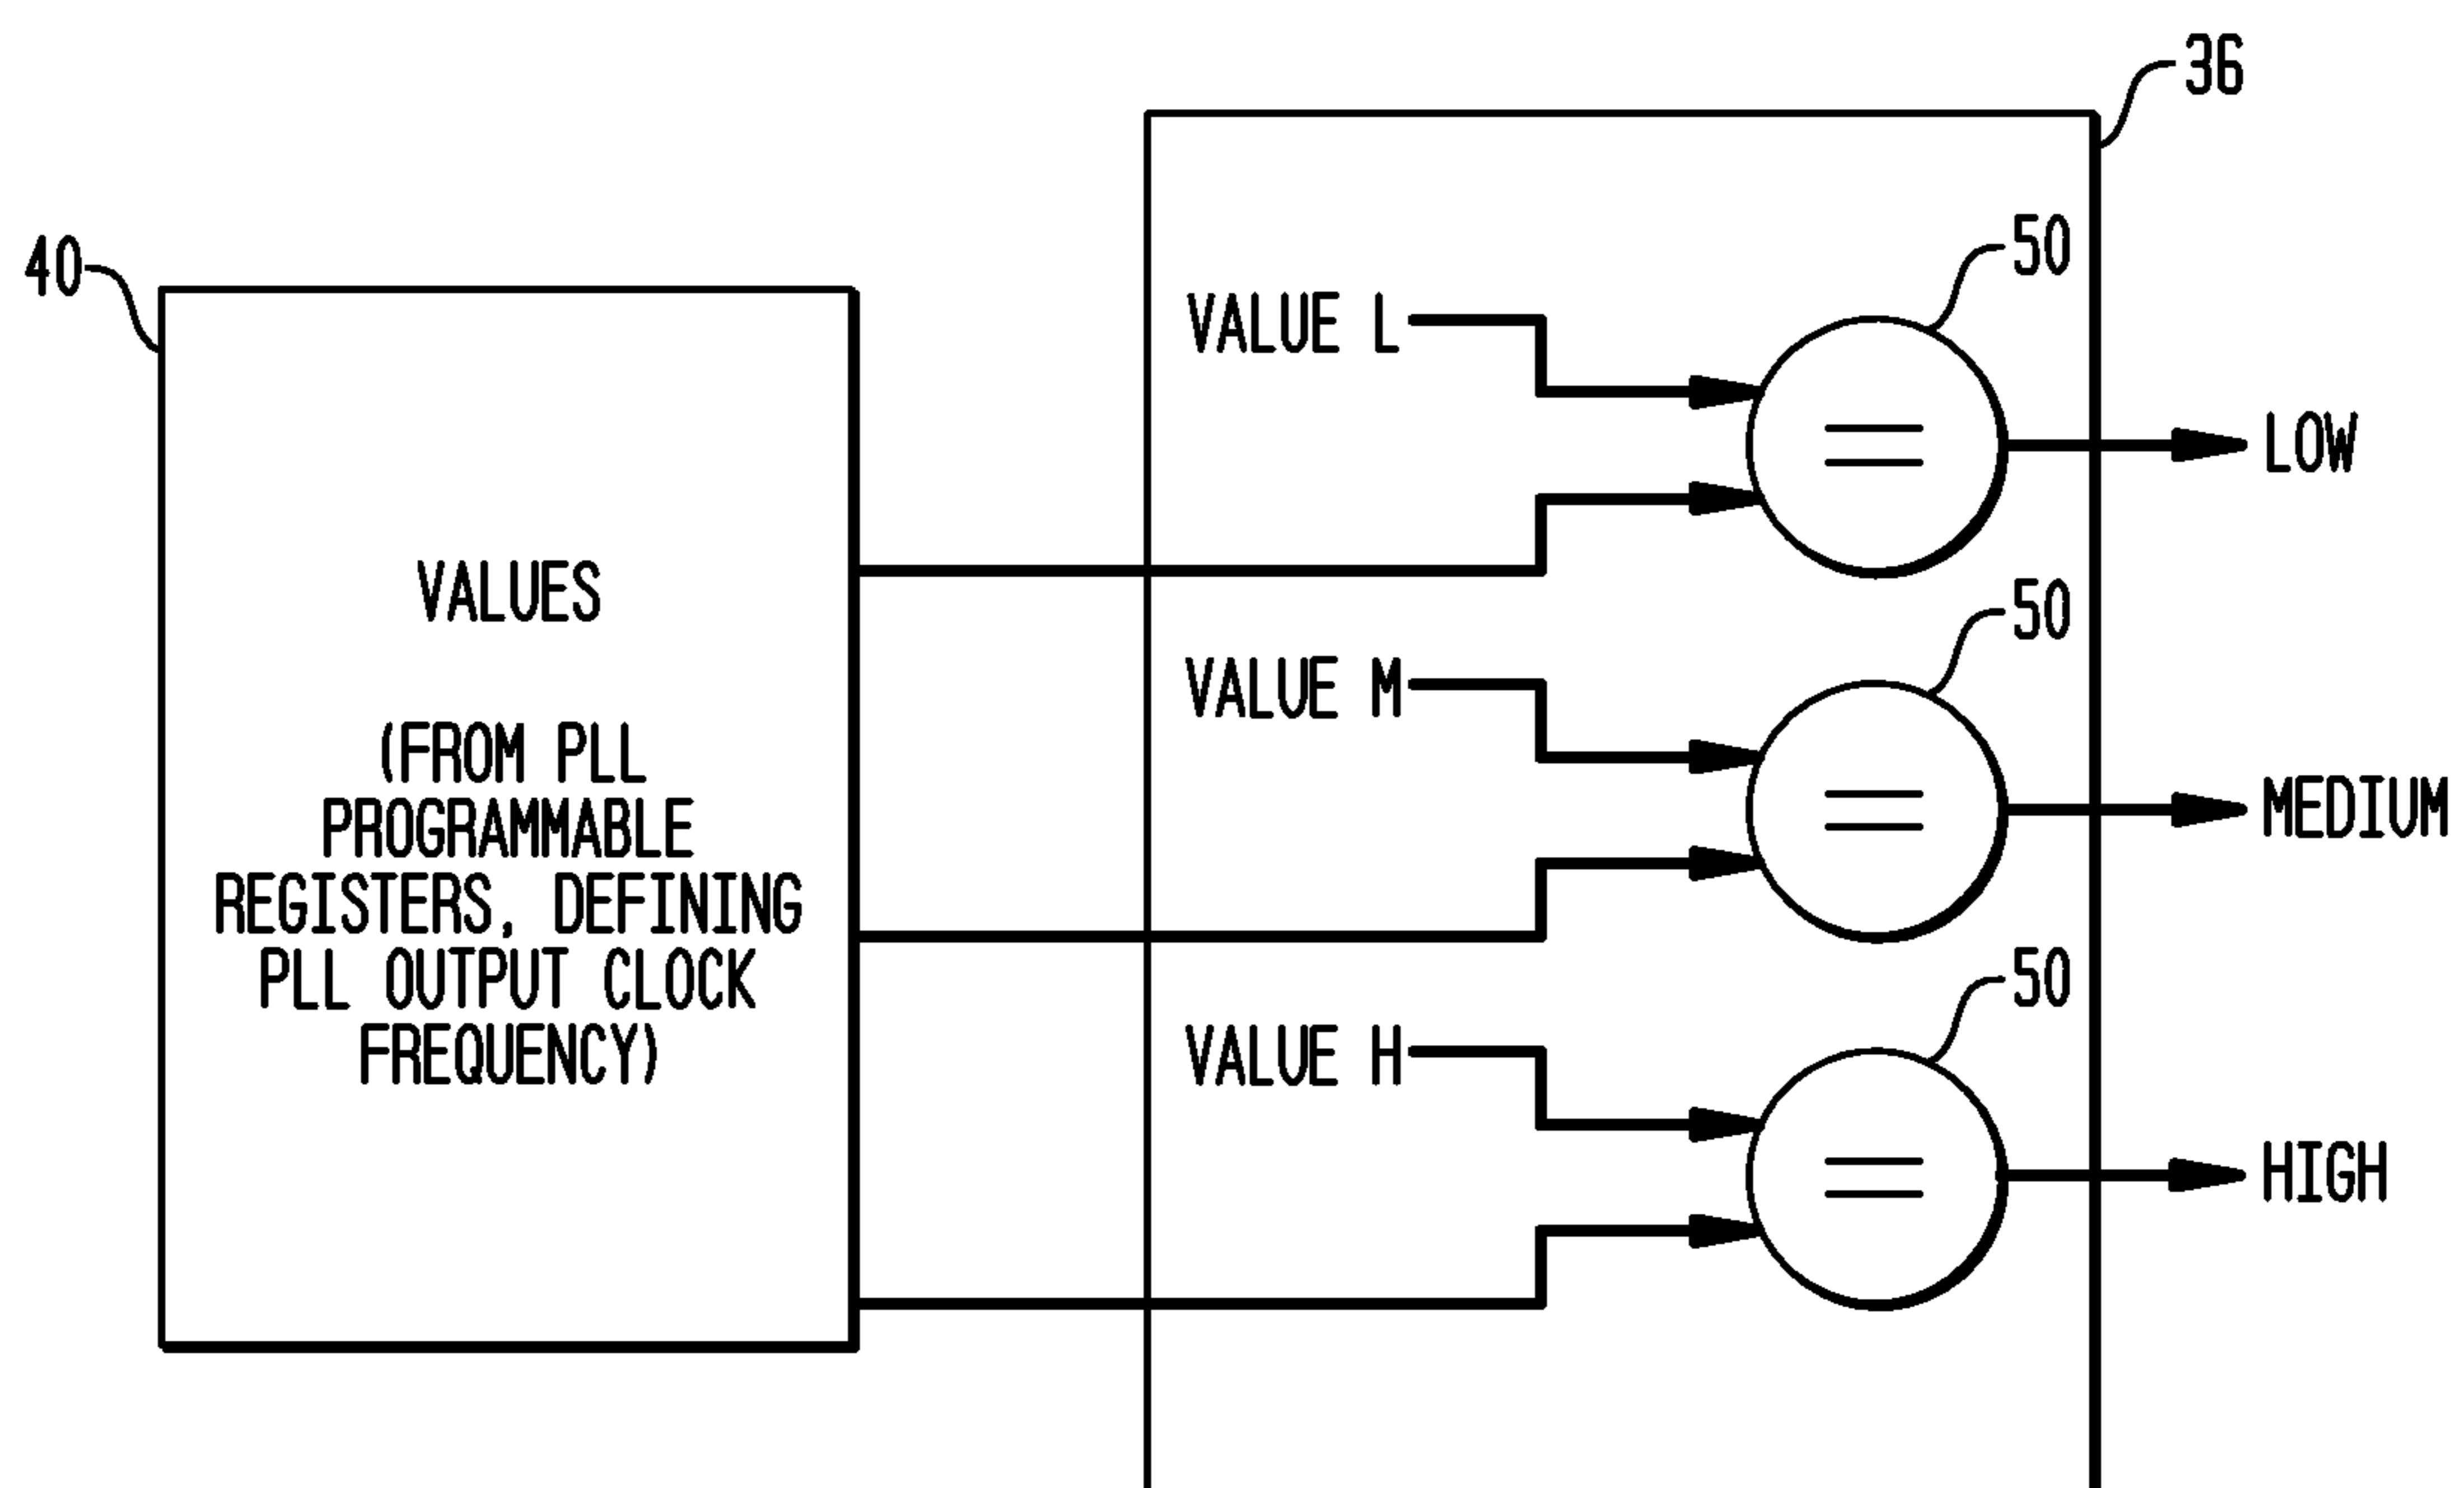 36
40
50
VALUE L
LOW
VALUES
50
VALUE M
(FROM PLL
PROGRAMMABLE
REGISTERS, DEFINING
PLL OUTPUT CLOCK
FREQUENCY)
MEDIUM
50
VALUE H
HIGH